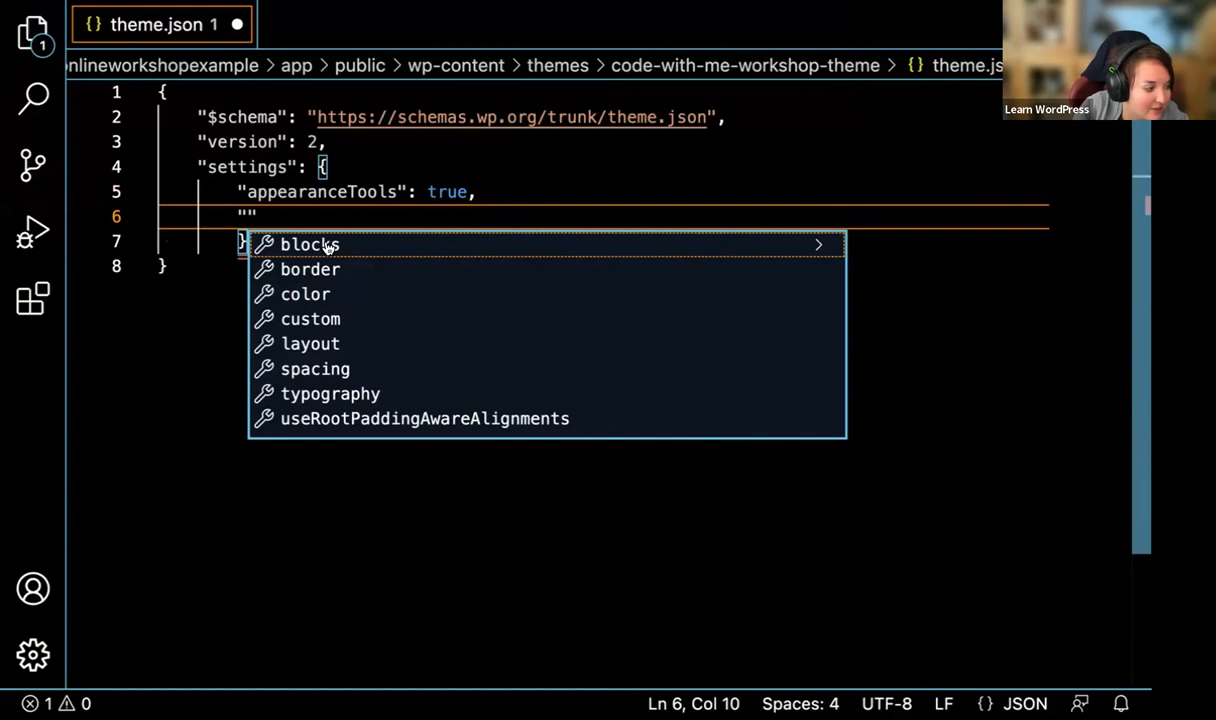 {} theme.json 1
1
onlineworkshopexample > app > public > wp-content > themes > code-with-me-workshop-theme > {} theme.js
Learn WordPress
1 {
2 "$schema": "https://schemas.wp.org/trunk/theme.json",
3 "version": 2,
4 "settings": {
5 "appearanceTools": true,
6 ""
7 }
8 }
blocks >
border
color
custom
layout
spacing
typography
useRootPaddingAwareAlignments
1 0 Ln 6, Col 10 Spaces: 4 UTF-8 LF {} JSON